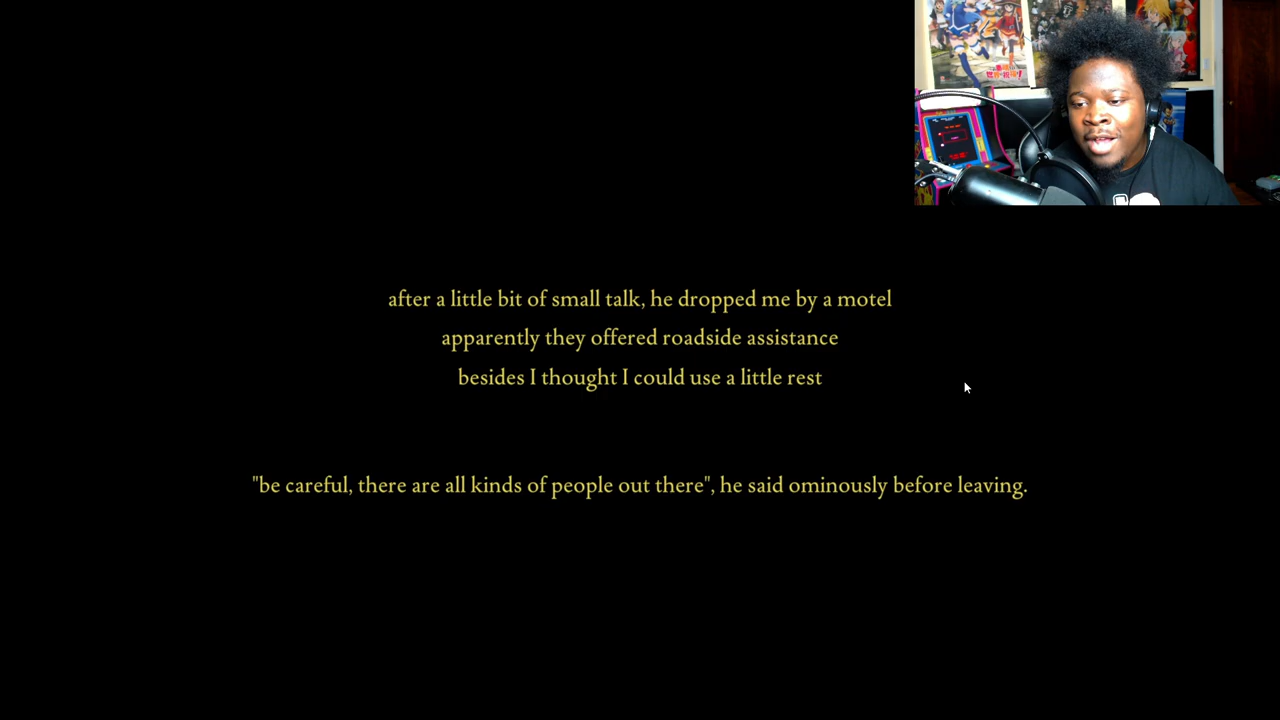 after a little bit of small talk, he dropped me by a motel
apparently they offered roadside assistance
besides I thought I could use a little rest
"be careful, there are all kinds of people out there", he said ominously before leaving.